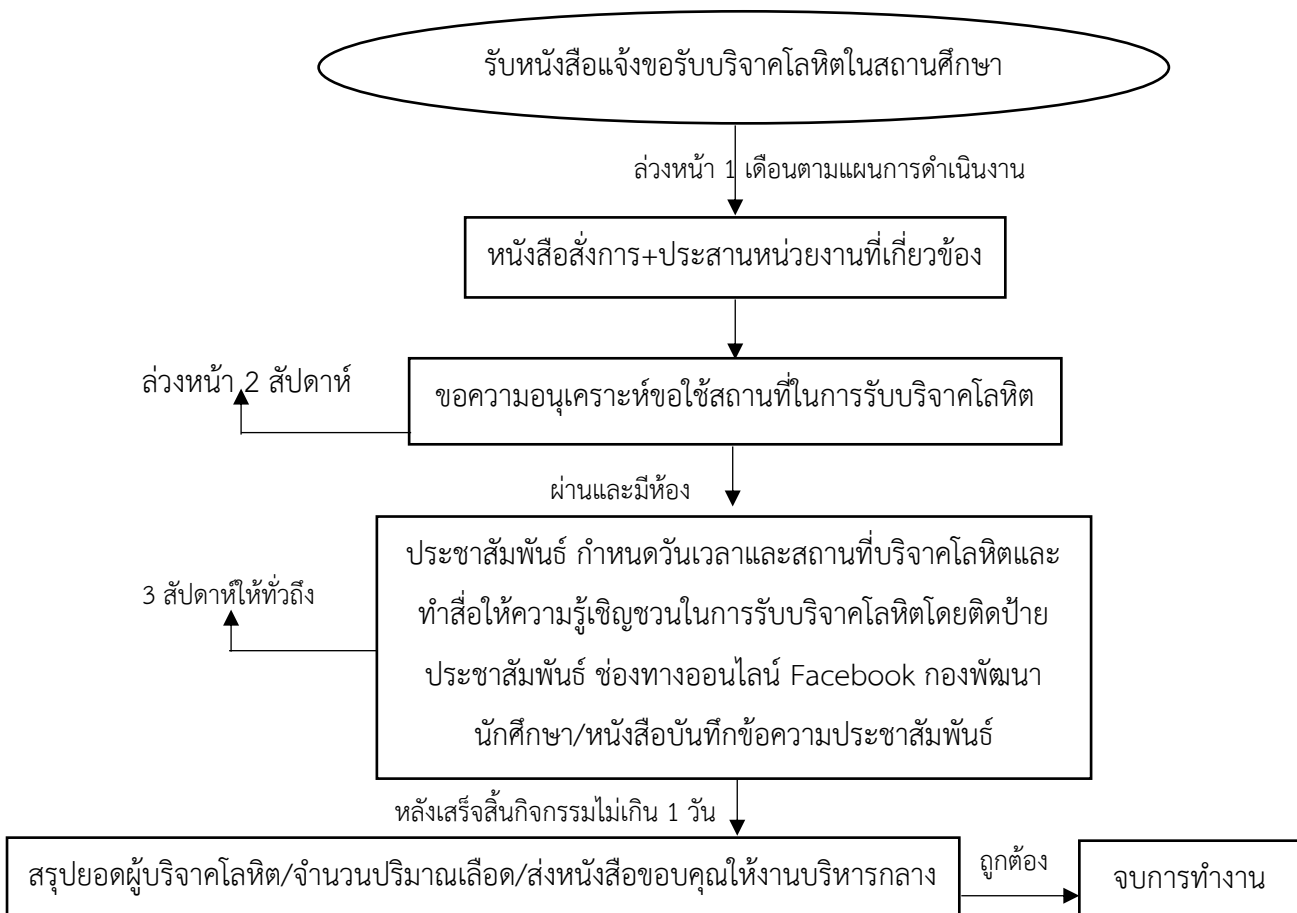 รับหนังสือแจ้งขอรับบริจาคโลหิตในสถานศึกษา
ล่วงหน้า 1 เดือนตามแผนการดำเนินงาน
หนังสือสั่งการ+ประสานหน่วยงานที่เกี่ยวข้อง
ล่วงหน้า 2 สัปดาห์
ขอความอนุเคราะห์ขอใช้สถานที่ในการรับบริจาคโลหิต
ผ่านและมีห้อง
ประชาสัมพันธ์ กำหนดวันเวลาและสถานที่บริจาคโลหิตและ
3 สัปดาห์ให้ทั่วถึง
ทำสื่อให้ความรู้เชิญชวนในการรับบริจาคโลหิตโดยติดป้าย
ประชาสัมพันธ์ ช่องทางออนไลน์ Facebook กองพัฒนา
นักศึกษา/หนังสือบันทึกข้อความประชาสัมพันธ์
หลังเสร็จสิ้นกิจกรรมไม่เกิน 1 วัน
สรุปยอดผู้บริจาคโลหิต/จำนวนปริมาณเลือด/ส่งหนังสือขอบคุณให้งานบริหารกลาง
ถูกต้อง
จบการทำงาน